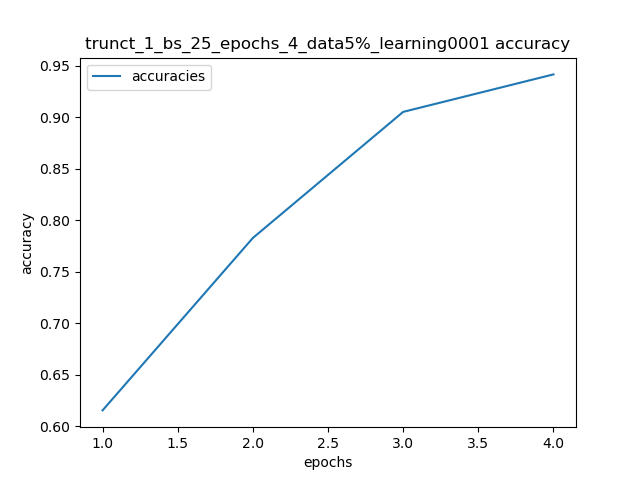 trunct_1_bs_25_epochs_4_data5%_learning0001 accuracy
accuracies
0.95
0.90
0.85
0.80
0.75
0.70
0.65
0.60
accuracy
1.0 1.5 2.0 2.5 3.0 3.5 4.0
epochs